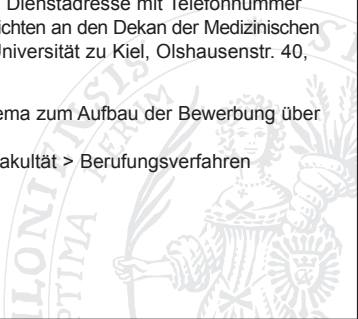 Dienstadresse mit Telefonnummer
ichten an den Dekan der Medizinischen
Universität zu Kiel, Olshausenstr. 40,
ema zum Aufbau der Bewerbung über
akultät > Berufungsverfahren